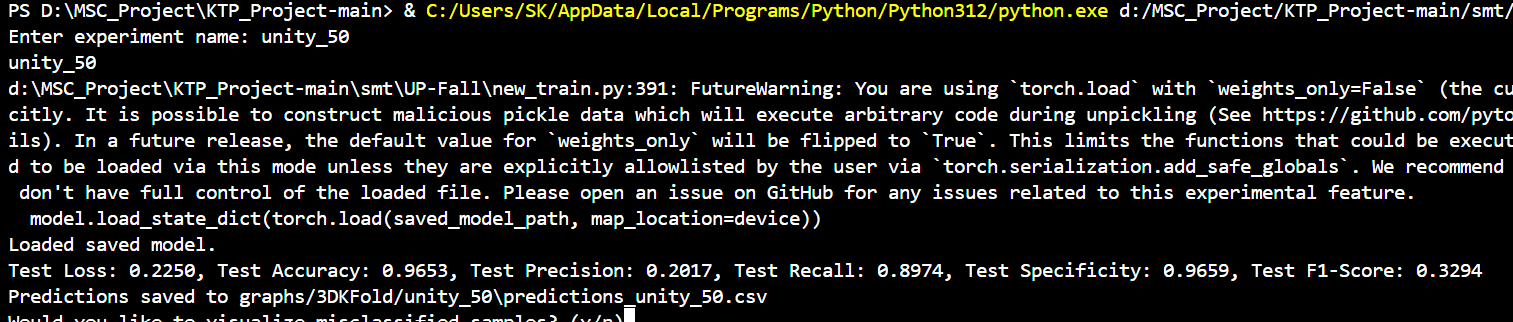 PS D:\MSC_Project\KTP_Project-main> & C:/Users/SK/AppData/Local/Programs/Python/Python312/python.exe d:/MSC_Project/KTP_Project-main/smt/
Enter experiment name: unity_50
unity_50
d:\MSC_Project\KTP_Project-main\smt\UP-Fall\new_train.py:391: FutureWarning: You are using `torch.load` with `weights_only=False` (the cu
citly. It is possible to construct malicious pickle data which will execute arbitrary code during unpickling (See https://github.com/pyto
ils). In a future release, the default value for `weights_only` will be flipped to `True`. This limits the functions that could be execut
d to be loaded via this mode unless they are explicitly allowlisted by the user via `torch.serialization.add_safe_globals`. We recommend
don't have full control of the loaded file. Please open an issue on GitHub for any issues related to this experimental feature.
model.load_state_dict(torch.load(saved_model_path, map_location=device))
Loaded saved model.
Test Loss: 0.2250, Test Accuracy: 0.9653, Test Precision: 0.2017, Test Recall: 0.8974, Test Specificity: 0.9659, Test F1-Score: 0.3294
Predictions saved to graphs/3DKFold/unity_50\predictions_unity_50.csv
Would you like to visualize misclassified samples? (y/n)